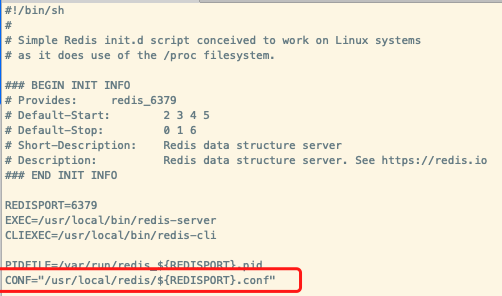 #!/bin/sh
#
# Simple Redis init.d script conceived to work on Linux systems
# as it does use of the /proc filesystem.
### BEGIN INIT INFO
# Provides:     redis_6379
# Default-Start:        2 3 4 5
# Default-Stop:         0 1 6
# Short-Description:    Redis data structure server
# Description:          Redis data structure server. See https://redis.io
### END INIT INFO
REDISPORT=6379
EXEC=/usr/local/bin/redis-server
CLIEXEC=/usr/local/bin/redis-cli
PIDFILE=/var/run/redis_${REDISPORT}.pid
CONF="/usr/local/redis/${REDISPORT}.conf"